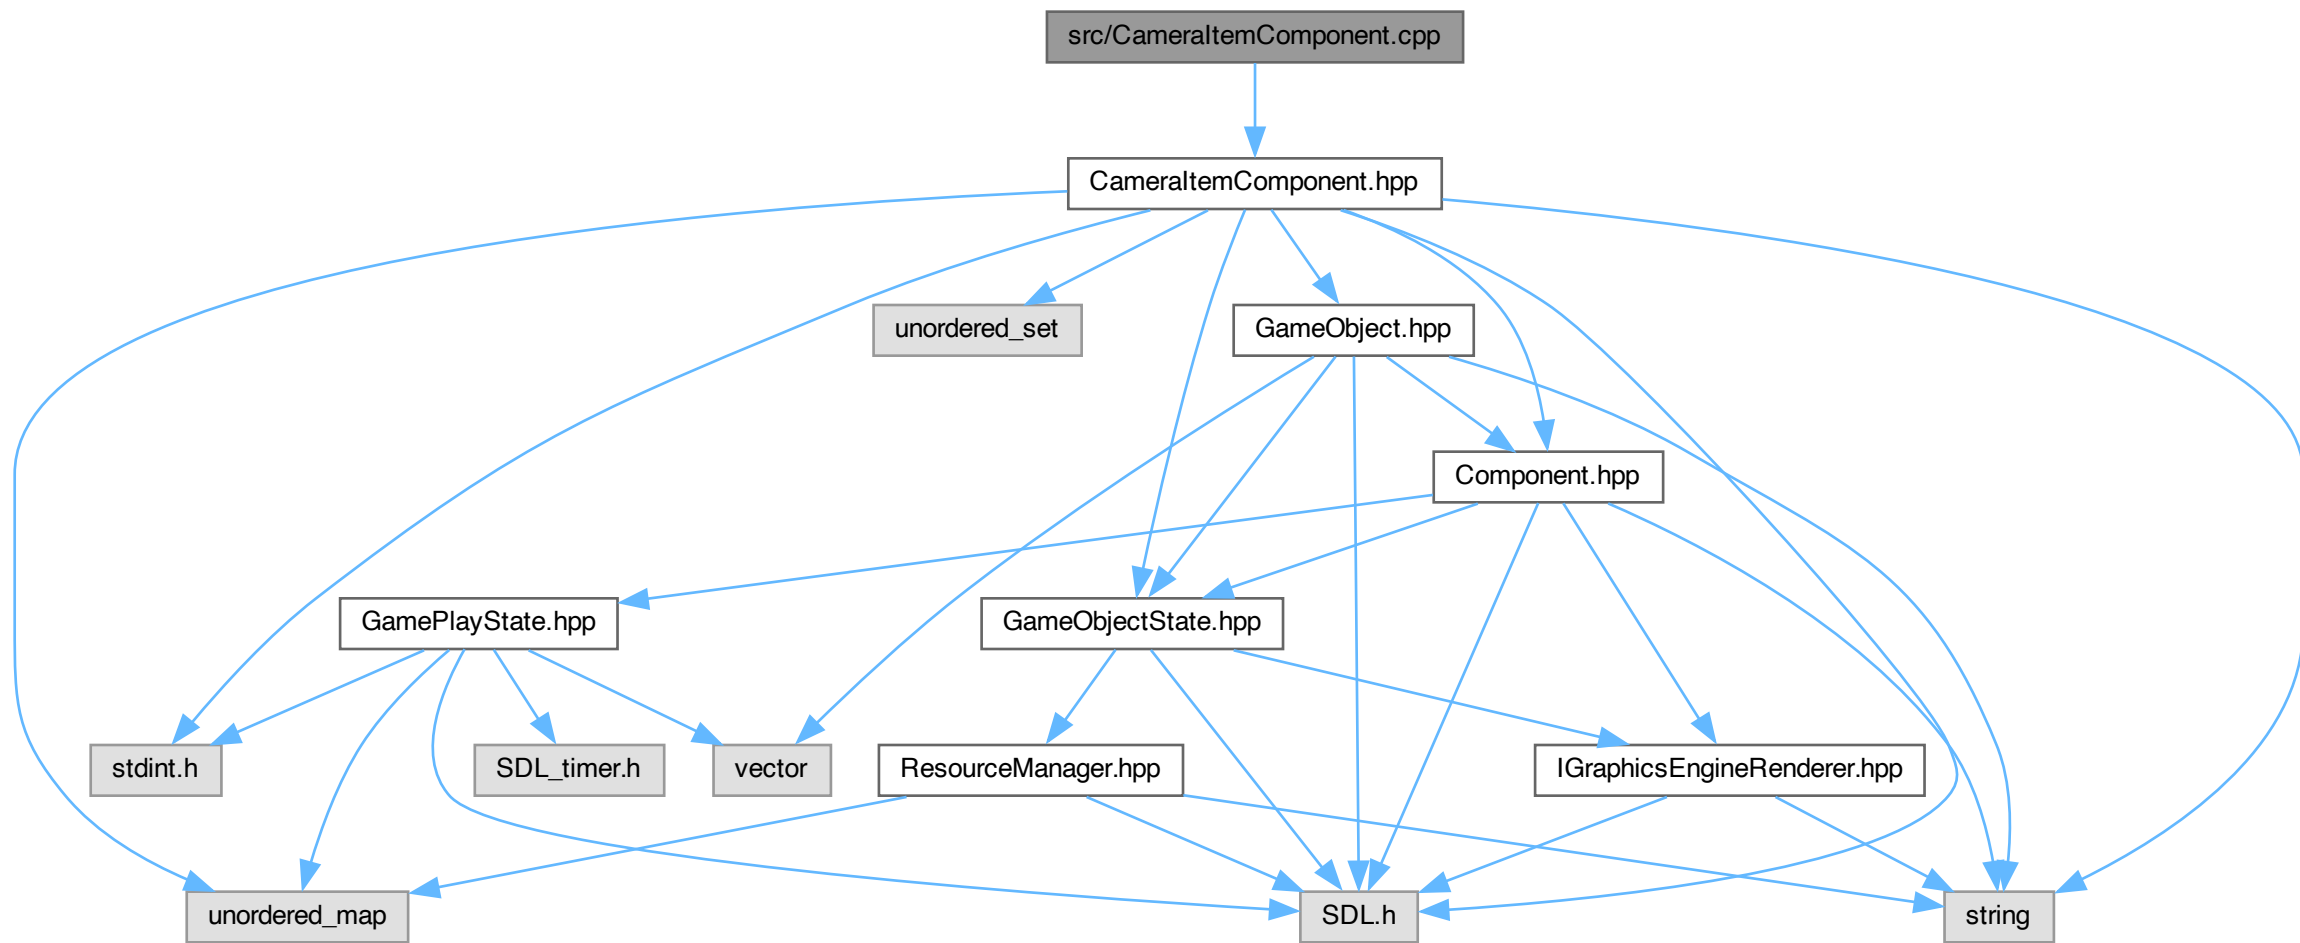 src/CameraItemComponent.cpp
CameraItemComponent.hpp
unordered_set
GameObject.hpp
Component.hpp
GamePlayState.hpp
GameObjectState.hpp
stdint.h
SDL_timer.h
vector
ResourceManager.hpp
IGraphicsEngineRenderer.hpp
unordered_map
SDL.h
string